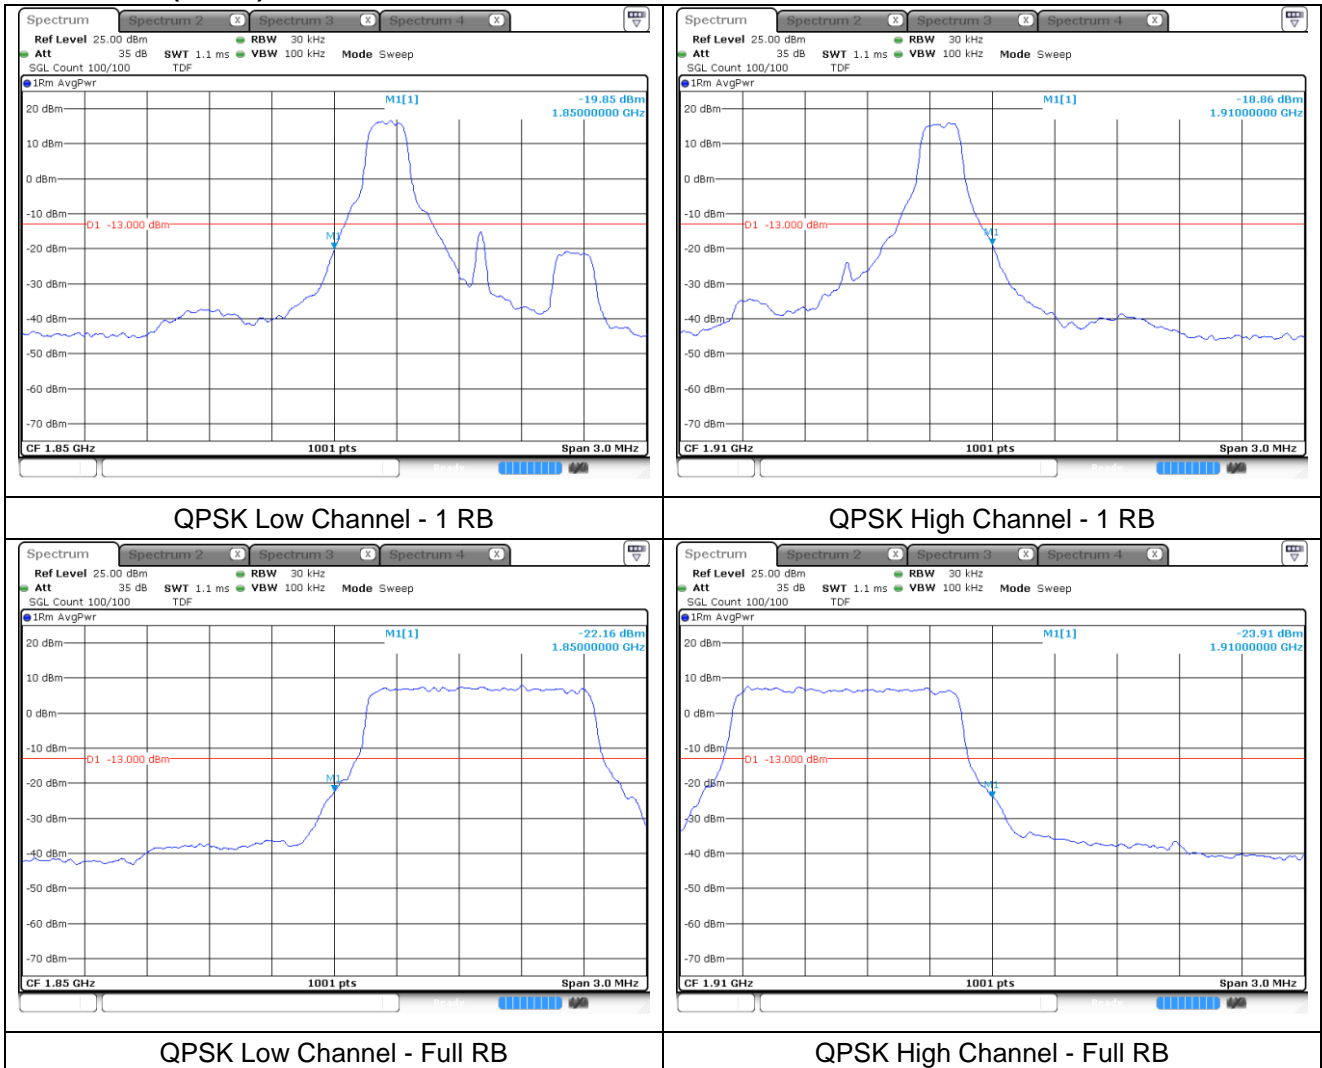 Spectrum Spectrum 2 X Spectrum 3 X Spectrum 4 X
Ref Level 25.00 dBm RBW 30 kHz
Att 35 dB SWT 1.1 ms VBW 100 kHz Mode Sweep
SGL Count 100/100 TDF
1Rm AvgPwr
M1[1] -19.85 dBm
1.85000000 GHz
20 dBm
10 dBm
0 dBm
-10 dBm
D1 -13.000 dBm
M1
-20 dBm
-30 dBm
-40 dBm
-50 dBm
-60 dBm
-70 dBm
CF 1.85 GHz 1001 pts Span 3.0 MHz
QPSK Low Channel - 1 RB
Spectrum Spectrum 2 X Spectrum 3 X Spectrum 4 X
Ref Level 25.00 dBm RBW 30 kHz
Att 35 dB SWT 1.1 ms VBW 100 kHz Mode Sweep
SGL Count 100/100 TDF
1Rm AvgPwr
M1[1] -18.86 dBm
1.91000000 GHz
20 dBm
10 dBm
0 dBm
-10 dBm
D1 -13.000 dBm
M1
-20 dBm
-30 dBm
-40 dBm
-50 dBm
-60 dBm
-70 dBm
CF 1.91 GHz 1001 pts Span 3.0 MHz
QPSK High Channel - 1 RB
Spectrum Spectrum 2 X Spectrum 3 X Spectrum 4 X
Ref Level 25.00 dBm RBW 30 kHz
Att 35 dB SWT 1.1 ms VBW 100 kHz Mode Sweep
SGL Count 100/100 TDF
1Rm AvgPwr
M1[1] -22.16 dBm
1.85000000 GHz
20 dBm
10 dBm
0 dBm
-10 dBm
D1 -13.000 dBm
M1
-20 dBm
-30 dBm
-40 dBm
-50 dBm
-60 dBm
-70 dBm
CF 1.85 GHz 1001 pts Span 3.0 MHz
QPSK Low Channel - Full RB
Spectrum Spectrum 2 X Spectrum 3 X Spectrum 4 X
Ref Level 25.00 dBm RBW 30 kHz
Att 35 dB SWT 1.1 ms VBW 100 kHz Mode Sweep
SGL Count 100/100 TDF
1Rm AvgPwr
M1[1] -23.91 dBm
1.91000000 GHz
20 dBm
10 dBm
0 dBm
-10 dBm
D1 -13.000 dBm
M1
-20 dBm
-30 dBm
-40 dBm
-50 dBm
-60 dBm
-70 dBm
CF 1.91 GHz 1001 pts Span 3.0 MHz
QPSK High Channel - Full RB